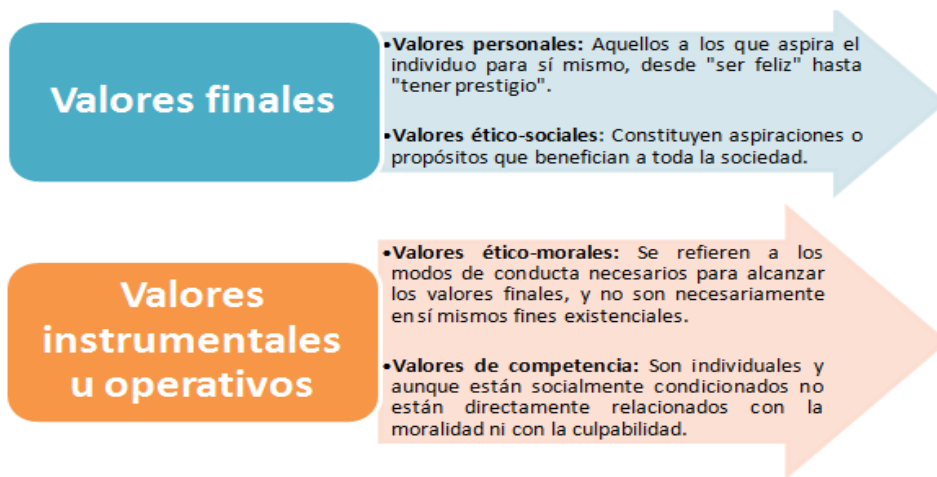 Valores finales
•Valores personales: Aquellos a los que aspira el
individuo para sí mismo, desde "ser feliz" hasta
"tener prestigio".
•Valores ético-sociales: Constituyen aspiraciones o
propósitos que benefician a toda la sociedad.
Valores
instrumentales
u operativos
•Valores ético-morales: Se refieren a los
modos de conducta necesarios para alcanzar
los valores finales, y no son necesariamente
en sí mismos fines existenciales.
•Valores de competencia: Son individuales y
aunque están socialmente condicionados no
están directamente relacionados con la
moralidad ni con la culpabilidad.